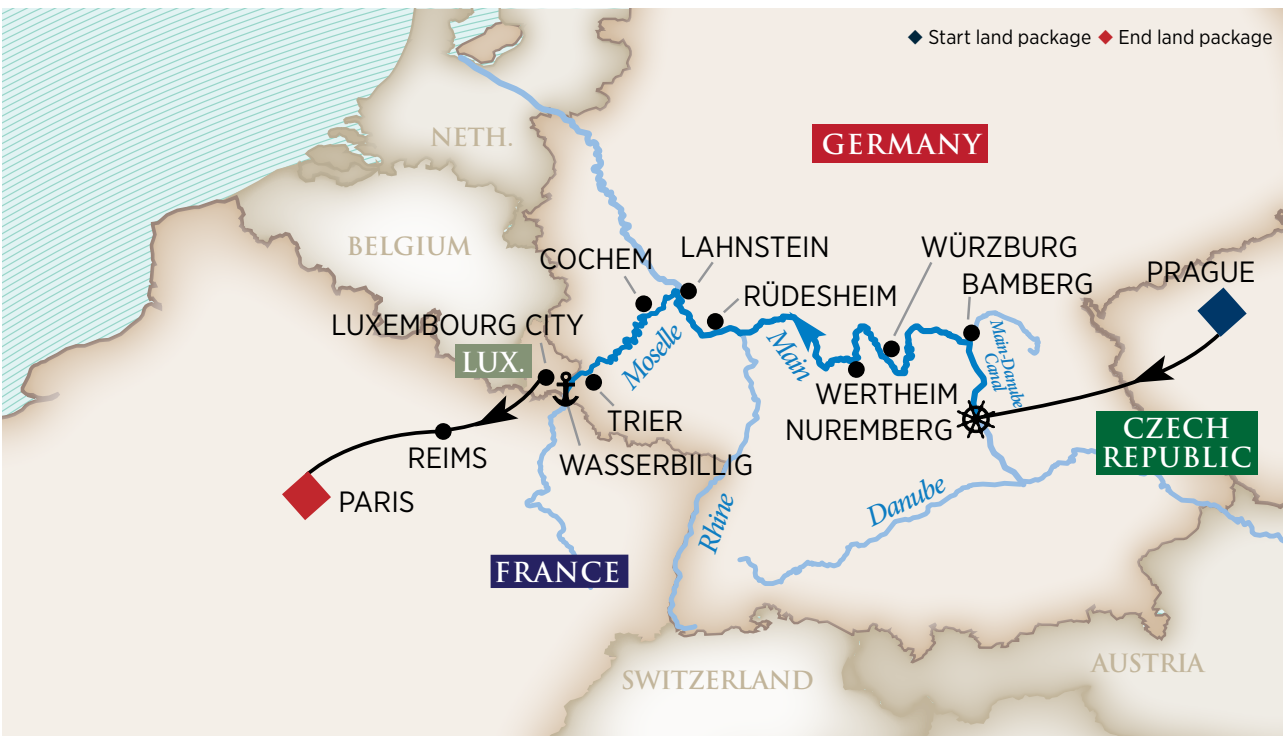 Start land package
End land package
NETH.
GERMANY
BELGIUM
COCHEM
LAHNSTEIN
WÜRZBURG
BAMBERG
PRAGUE
RÜDESHEIM
LUXEMBOURG CITY
LUX.
Moselle
Main
Main-Danube
Canal
WERTHEIM
NUREMBERG
TRIER
REIMS
WASSERBILLIG
CZECH
REPUBLIC
PARIS
Rhine
Danube
FRANCE
SWITZERLAND
AUSTRIA